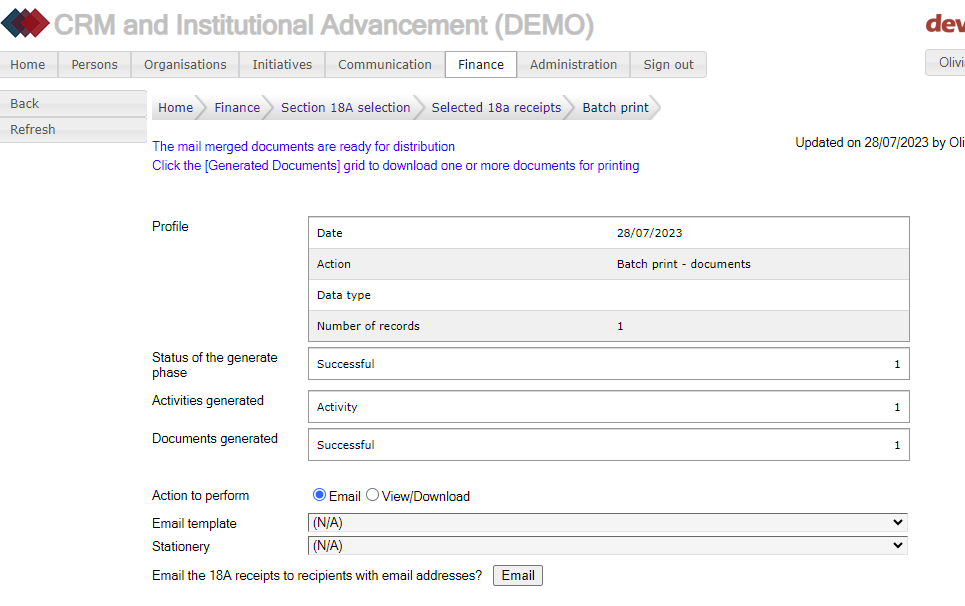 CRM and Institutional Advancement (DEMO)
Home Persons Organisations Initiatives Communication Finance Administration Sign out
Back
Refresh
Home Finance Section 18A selection Selected 18a receipts Batch print
The mail merged documents are ready for distribution
Click the [Generated Documents] grid to download one or more documents for printing
Updated on 28/07/2023 by
Profile
Date 28/07/2023
Action Batch print - documents
Data type
Number of records 1
Status of the generate
phase
Successful 1
Activities generated
Activity 1
Documents generated
Successful 1
Action to perform Email View/Download
Email template (N/A)
Stationery (N/A)
Email the 18A receipts to recipients with email addresses? Email